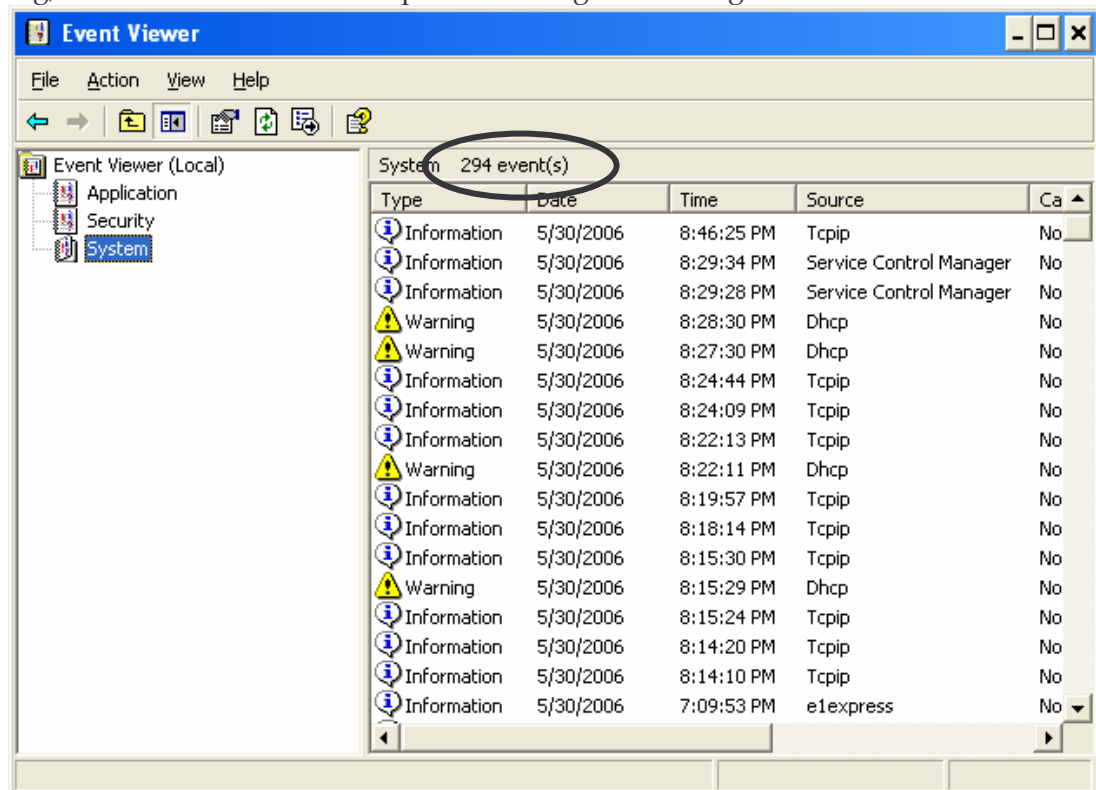 Event Viewer
File Action View Help
Event Viewer (Local)
Application
Security
System
System 294 event(s)
Type Date Time Source Ca
Information 5/30/2006 8:46:25 PM Tcpip No
Information 5/30/2006 8:29:34 PM Service Control Manager No
Information 5/30/2006 8:29:28 PM Service Control Manager No
Warning 5/30/2006 8:28:30 PM Dhcp No
Warning 5/30/2006 8:27:30 PM Dhcp No
Information 5/30/2006 8:24:44 PM Tcpip No
Information 5/30/2006 8:24:09 PM Tcpip No
Information 5/30/2006 8:22:13 PM Tcpip No
Warning 5/30/2006 8:22:11 PM Dhcp No
Information 5/30/2006 8:19:57 PM Tcpip No
Information 5/30/2006 8:18:14 PM Tcpip No
Information 5/30/2006 8:15:30 PM Tcpip No
Warning 5/30/2006 8:15:29 PM Dhcp No
Information 5/30/2006 8:15:24 PM Tcpip No
Information 5/30/2006 8:14:20 PM Tcpip No
Information 5/30/2006 8:14:10 PM Tcpip No
Information 5/30/2006 7:09:53 PM e1express No